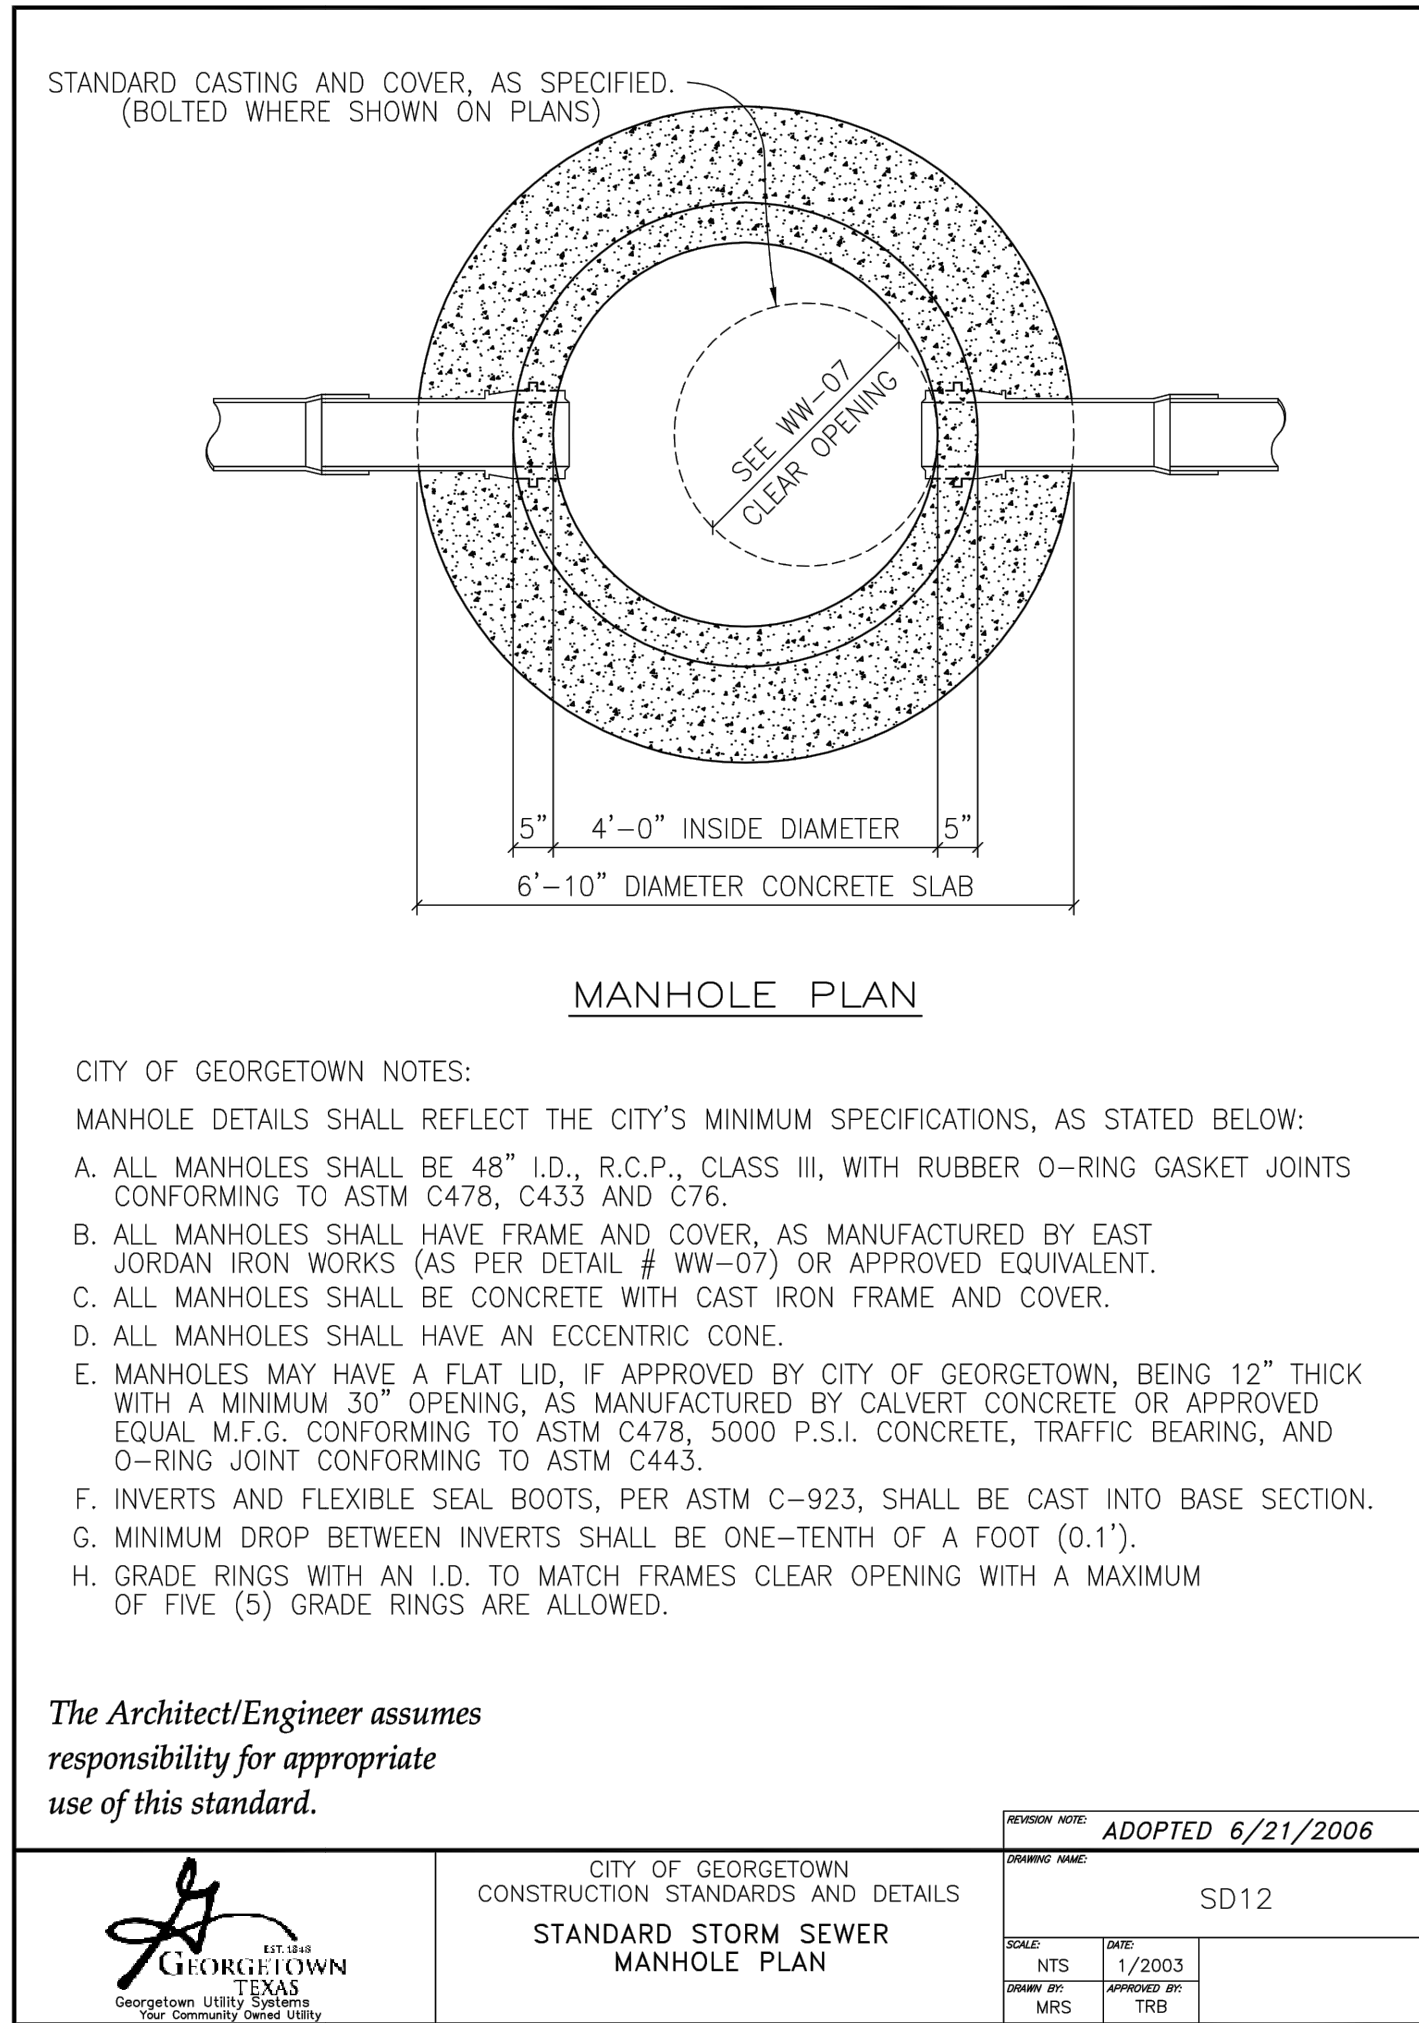 STANDARD CASTING AND COVER, AS SPECIFIED.
(BOLTED WHERE SHOWN ON PLANS)
SEE WW-07
CLEAR OPENING
5" 4'-0" INSIDE DIAMETER 5"
6'-10" DIAMETER CONCRETE SLAB
MANHOLE PLAN
CITY OF GEORGETOWN NOTES:
MANHOLE DETAILS SHALL REFLECT THE CITY'S MINIMUM SPECIFICATIONS, AS STATED BELOW:
A. ALL MANHOLES SHALL BE 48" I.D., R.C.P., CLASS III, WITH RUBBER O-RING GASKET JOINTS
CONFORMING TO ASTM C478, C433 AND C76.
B. ALL MANHOLES SHALL HAVE FRAME AND COVER, AS MANUFACTURED BY EAST
JORDAN IRON WORKS (AS PER DETAIL # WW-07) OR APPROVED EQUIVALENT.
C. ALL MANHOLES SHALL BE CONCRETE WITH CAST IRON FRAME AND COVER.
D. ALL MANHOLES SHALL HAVE AN ECCENTRIC CONE.
E. MANHOLES MAY HAVE A FLAT LID, IF APPROVED BY CITY OF GEORGETOWN, BEING 12" THICK
WITH A MINIMUM 30" OPENING, AS MANUFACTURED BY CALVERT CONCRETE OR APPROVED
EQUAL M.F.G. CONFORMING TO ASTM C478, 5000 P.S.I. CONCRETE, TRAFFIC BEARING, AND
O-RING JOINT CONFORMING TO ASTM C443.
F. INVERTS AND FLEXIBLE SEAL BOOTS, PER ASTM C-923, SHALL BE CAST INTO BASE SECTION.
G. MINIMUM DROP BETWEEN INVERTS SHALL BE ONE-TENTH OF A FOOT (0.1').
H. GRADE RINGS WITH AN I.D. TO MATCH FRAMES CLEAR OPENING WITH A MAXIMUM
OF FIVE (5) GRADE RINGS ARE ALLOWED.
The Architect/Engineer assumes
responsibility for appropriate
use of this standard.
REVISION NOTE: ADOPTED 6/21/2006
EST. 1848
GEORGETOWN
TEXAS
Georgetown Utility Systems
Your Community Owned Utility
CITY OF GEORGETOWN
CONSTRUCTION STANDARDS AND DETAILS
STANDARD STORM SEWER
MANHOLE PLAN
DRAWING NAME:
SD12
SCALE: DATE:
NTS 1/2003
DRAWN BY: APPROVED BY:
MRS TRB